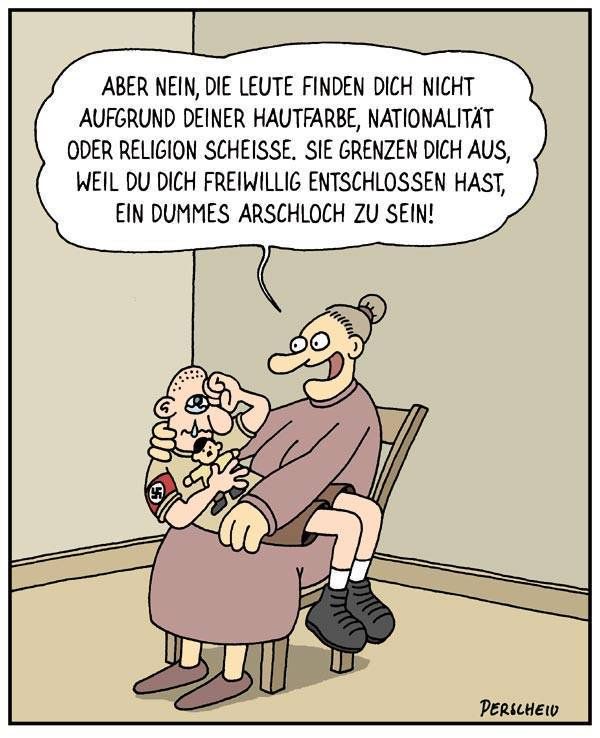 ABER NEIN, DIE LEUTE FINDEN DICH NICHT
AUFGRUND DEINER HAUTFARBE, NATIONALITÄT
ODER RELIGION SCHEISSE. SIE GRENZEN DICH AUS,
WEIL DU DICH FREIWILLIG ENTSCHLOSSEN HAST,
EIN DUMMES ARSCHLOCH ZU SEIN!
PERSCHEID